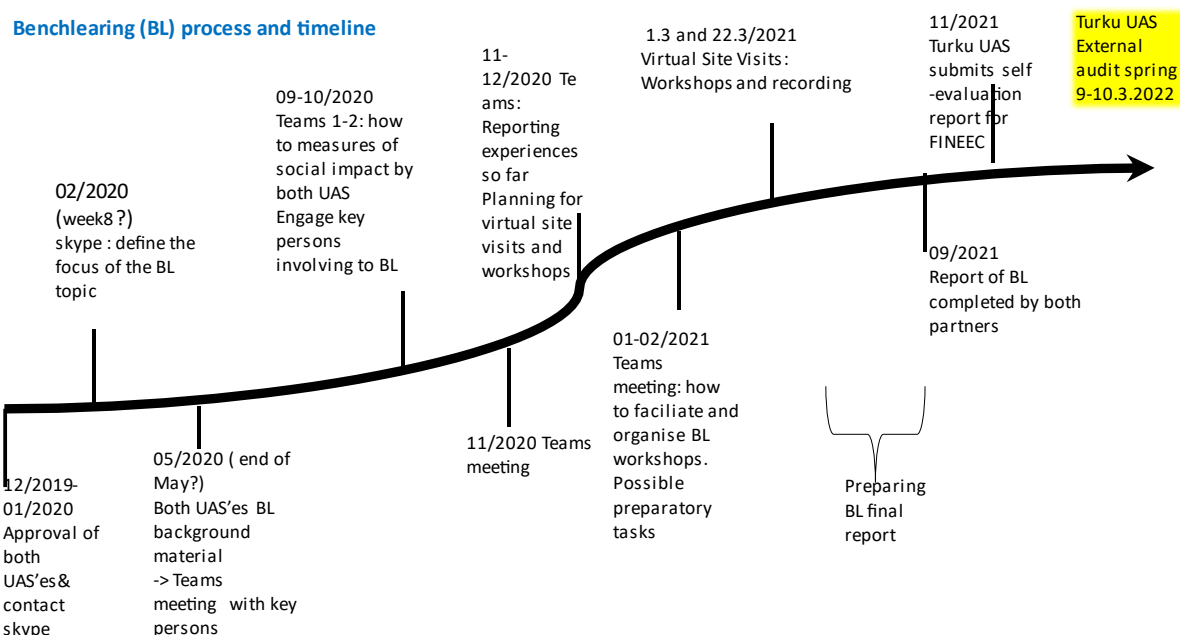 Benchlearing (BL) process and timeline
12/2019-
01/2020
Approval of
both
UAS'es&
contact
skype
02/2020
(week8 ?)
skype : define the
focus of the BL
topic
05/2020 ( end of
May?)
Both UAS'es BL
background
material
-> Teams
meeting with key
persons
09-10/2020
Teams 1-2: how
to measures of
social impact by
both UAS
Engage key
persons
involving to BL
11/2020 Teams
meeting
11-
12/2020 Te
ams:
Reporting
experiences
so far
Planning for
virtual site
visits and
workshops
01-02/2021
Teams
meeting: how
to faciliate and
organise BL
workshops.
Possible
preparatory
tasks
1.3 and 22.3/2021
Virtual Site Visits:
Workshops and recording
Preparing
BL final
report
09/2021
Report of BL
completed by both
partners
11/2021
Turku UAS
submits self
-evaluation
report for
FINEEC
Turku UAS
External
audit spring
9-10.3.2022